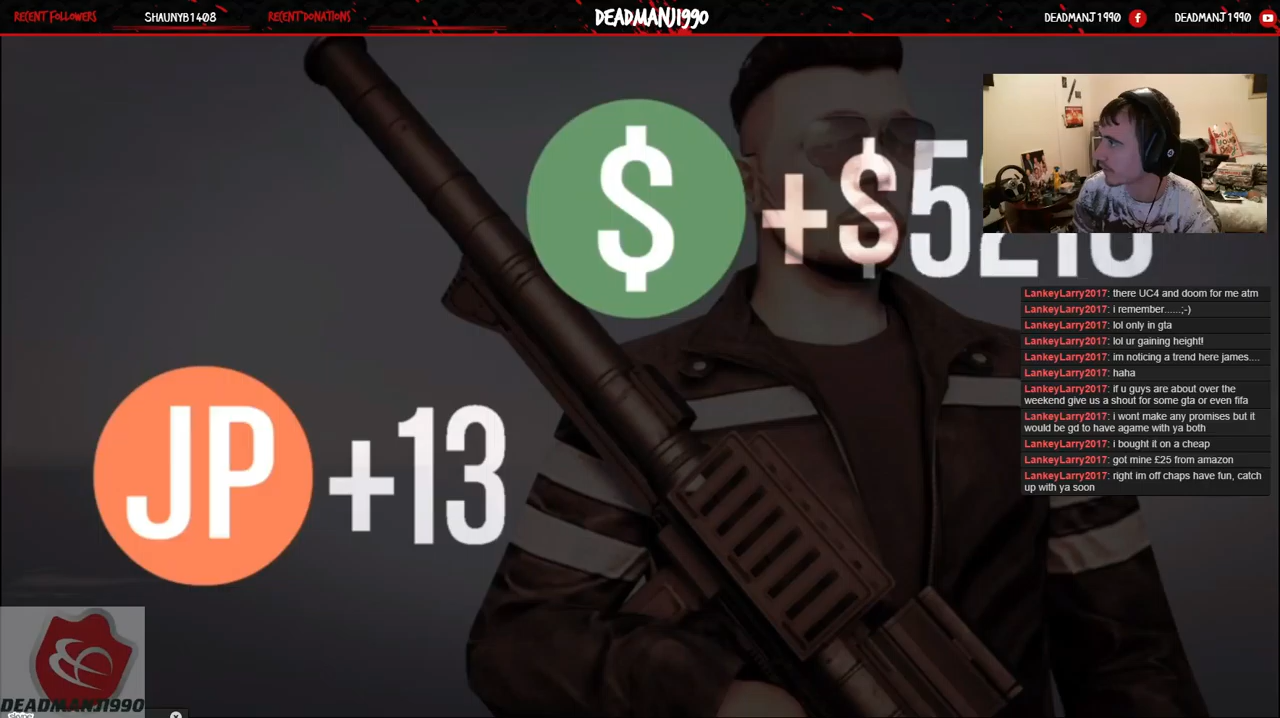 RECENT FOLLOWERS
SHAUNYB1408
RECENT DONATIONS
DEADMANJ1990
DEADMANJ1990
DEADMANJ1990
$ +$5210
JP +13
LankeyLarry2017: there UC4 and doom for me atm
LankeyLarry2017: i remember......;-)
LankeyLarry2017: lol only in gta
LankeyLarry2017: lol ur gaining height!
LankeyLarry2017: im noticing a trend here james....
LankeyLarry2017: haha
LankeyLarry2017: if u guys are about over the
weekend give us a shout for some gta or even fifa
LankeyLarry2017: i wont make any promises but it
would be gd to have agame with ya both
LankeyLarry2017: i bought it on a cheap
LankeyLarry2017: got mine £25 from amazon
LankeyLarry2017: right im off chaps have fun, catch
up with ya soon
DEADMANJ1990